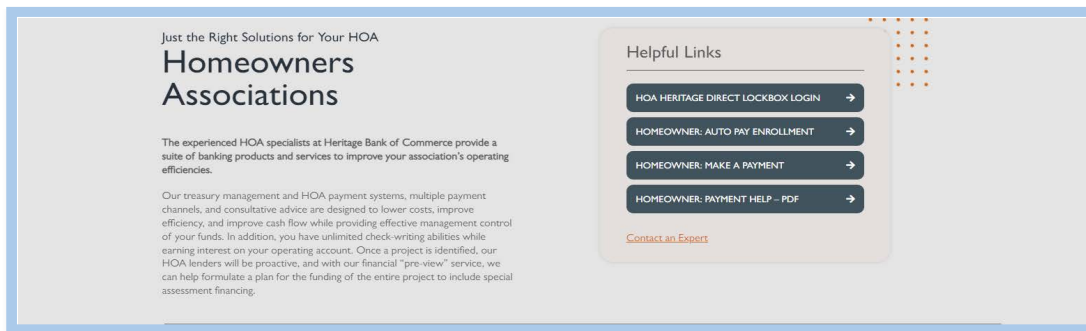 Just the Right Solutions for Your HOA
Homeowners
Associations
The experienced HOA specialists at Heritage Bank of Commerce provide a
suite of banking products and services to improve your association's operating
efficiencies.
Our treasury management and HOA payment systems, multiple payment
channels, and consultative advice are designed to lower costs, improve
efficiency, and improve cash flow while providing effective management control
of your funds. In addition, you have unlimited check-writing abilities while
earning interest on your operating account. Once a project is identified, our
HOA lenders will be proactive, and with our financial "pre-view" service, we
can help formulate a plan for the funding of the entire project to include special
assessment financing.
Helpful Links
HOA HERITAGE DIRECT LOCKBOX LOGIN
HOMEOWNER: AUTO PAY ENROLLMENT
HOMEOWNER: MAKE A PAYMENT
HOMEOWNER: PAYMENT HELP – PDF
Contact an Expert